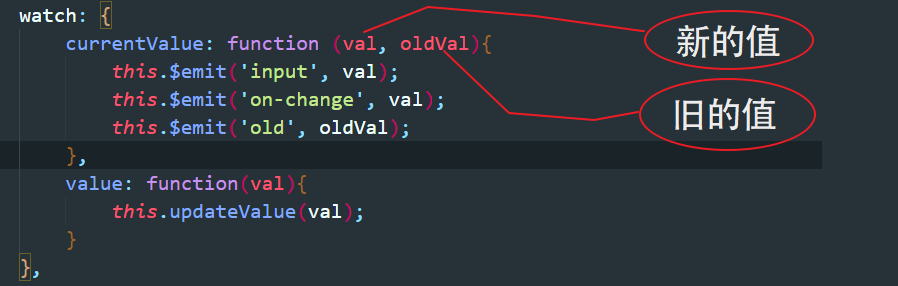 watch: {
currentValue: function (val, oldVal){
this.$emit('input', val);
this.$emit('on-change', val);
this.$emit('old', oldVal);
},
value: function(val){
this.updateValue(val);
}
},
新的值
旧的值